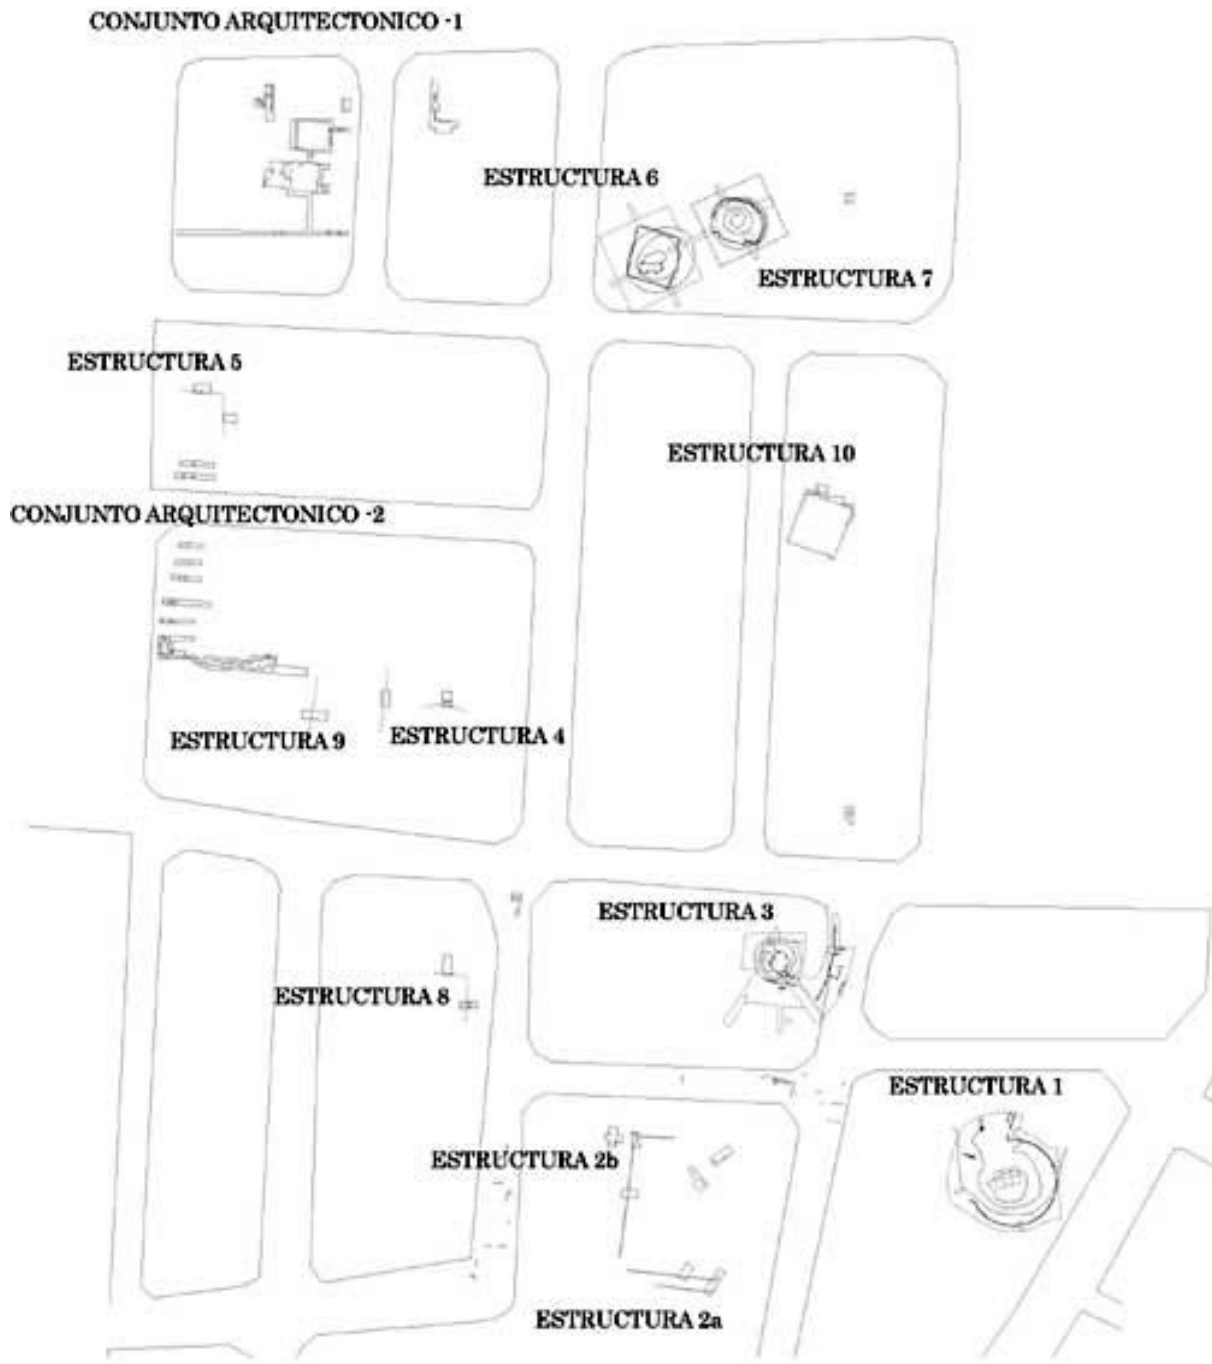 CONJUNTO ARQUITECTONICO -1
ESTRUCTURA 6
ESTRUCTURA 7
ESTRUCTURA 5
ESTRUCTURA 10
CONJUNTO ARQUITECTONICO -2
ESTRUCTURA 9
ESTRUCTURA 4
ESTRUCTURA 3
ESTRUCTURA 8
ESTRUCTURA 1
ESTRUCTURA 2b
ESTRUCTURA 2a